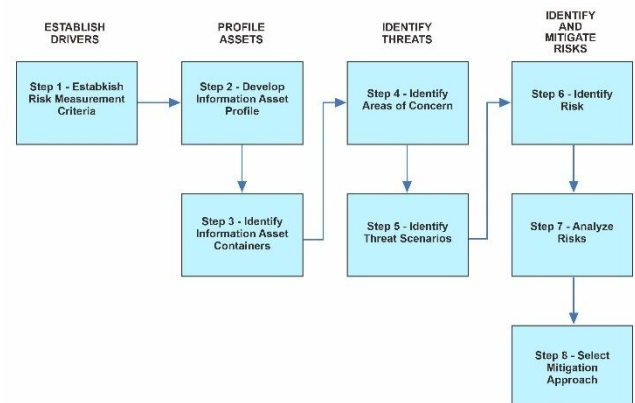 ESTABLISH
DRIVERS
PROFILE
ASSETS
IDENTIFY
THREATS
IDENTIFY
AND
MITIGATE
RISKS
Step 1 - Estabkish
Risk Measurement
Criteria
Step 2 - Develop
Information Asset
Profile
Step 3 - Identify
Information Asset
Containers
Step 4 - Identify
Areas of Concern
Step 5 - Identify
Threat Scenarios
Step 6 - Identify
Risk
Step 7 - Analyze
Risks
Step 8 - Select
Mitigation
Approach